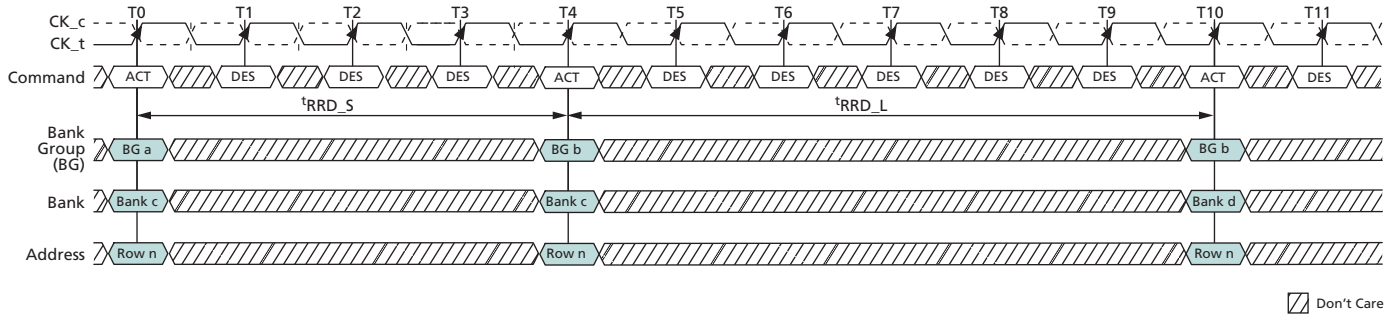 T0 T1 T2 T3 T4 T5 T6 T7 T8 T9 T10 T11
CK_c
CK_t
Command ACT DES DES DES ACT DES DES DES DES DES ACT DES
tRRD_S tRRD_L
Bank
Group
(BG)
BG a BG b BG b
Bank Bank c Bank c Bank d
Address Row n Row n Row n
Don't Care